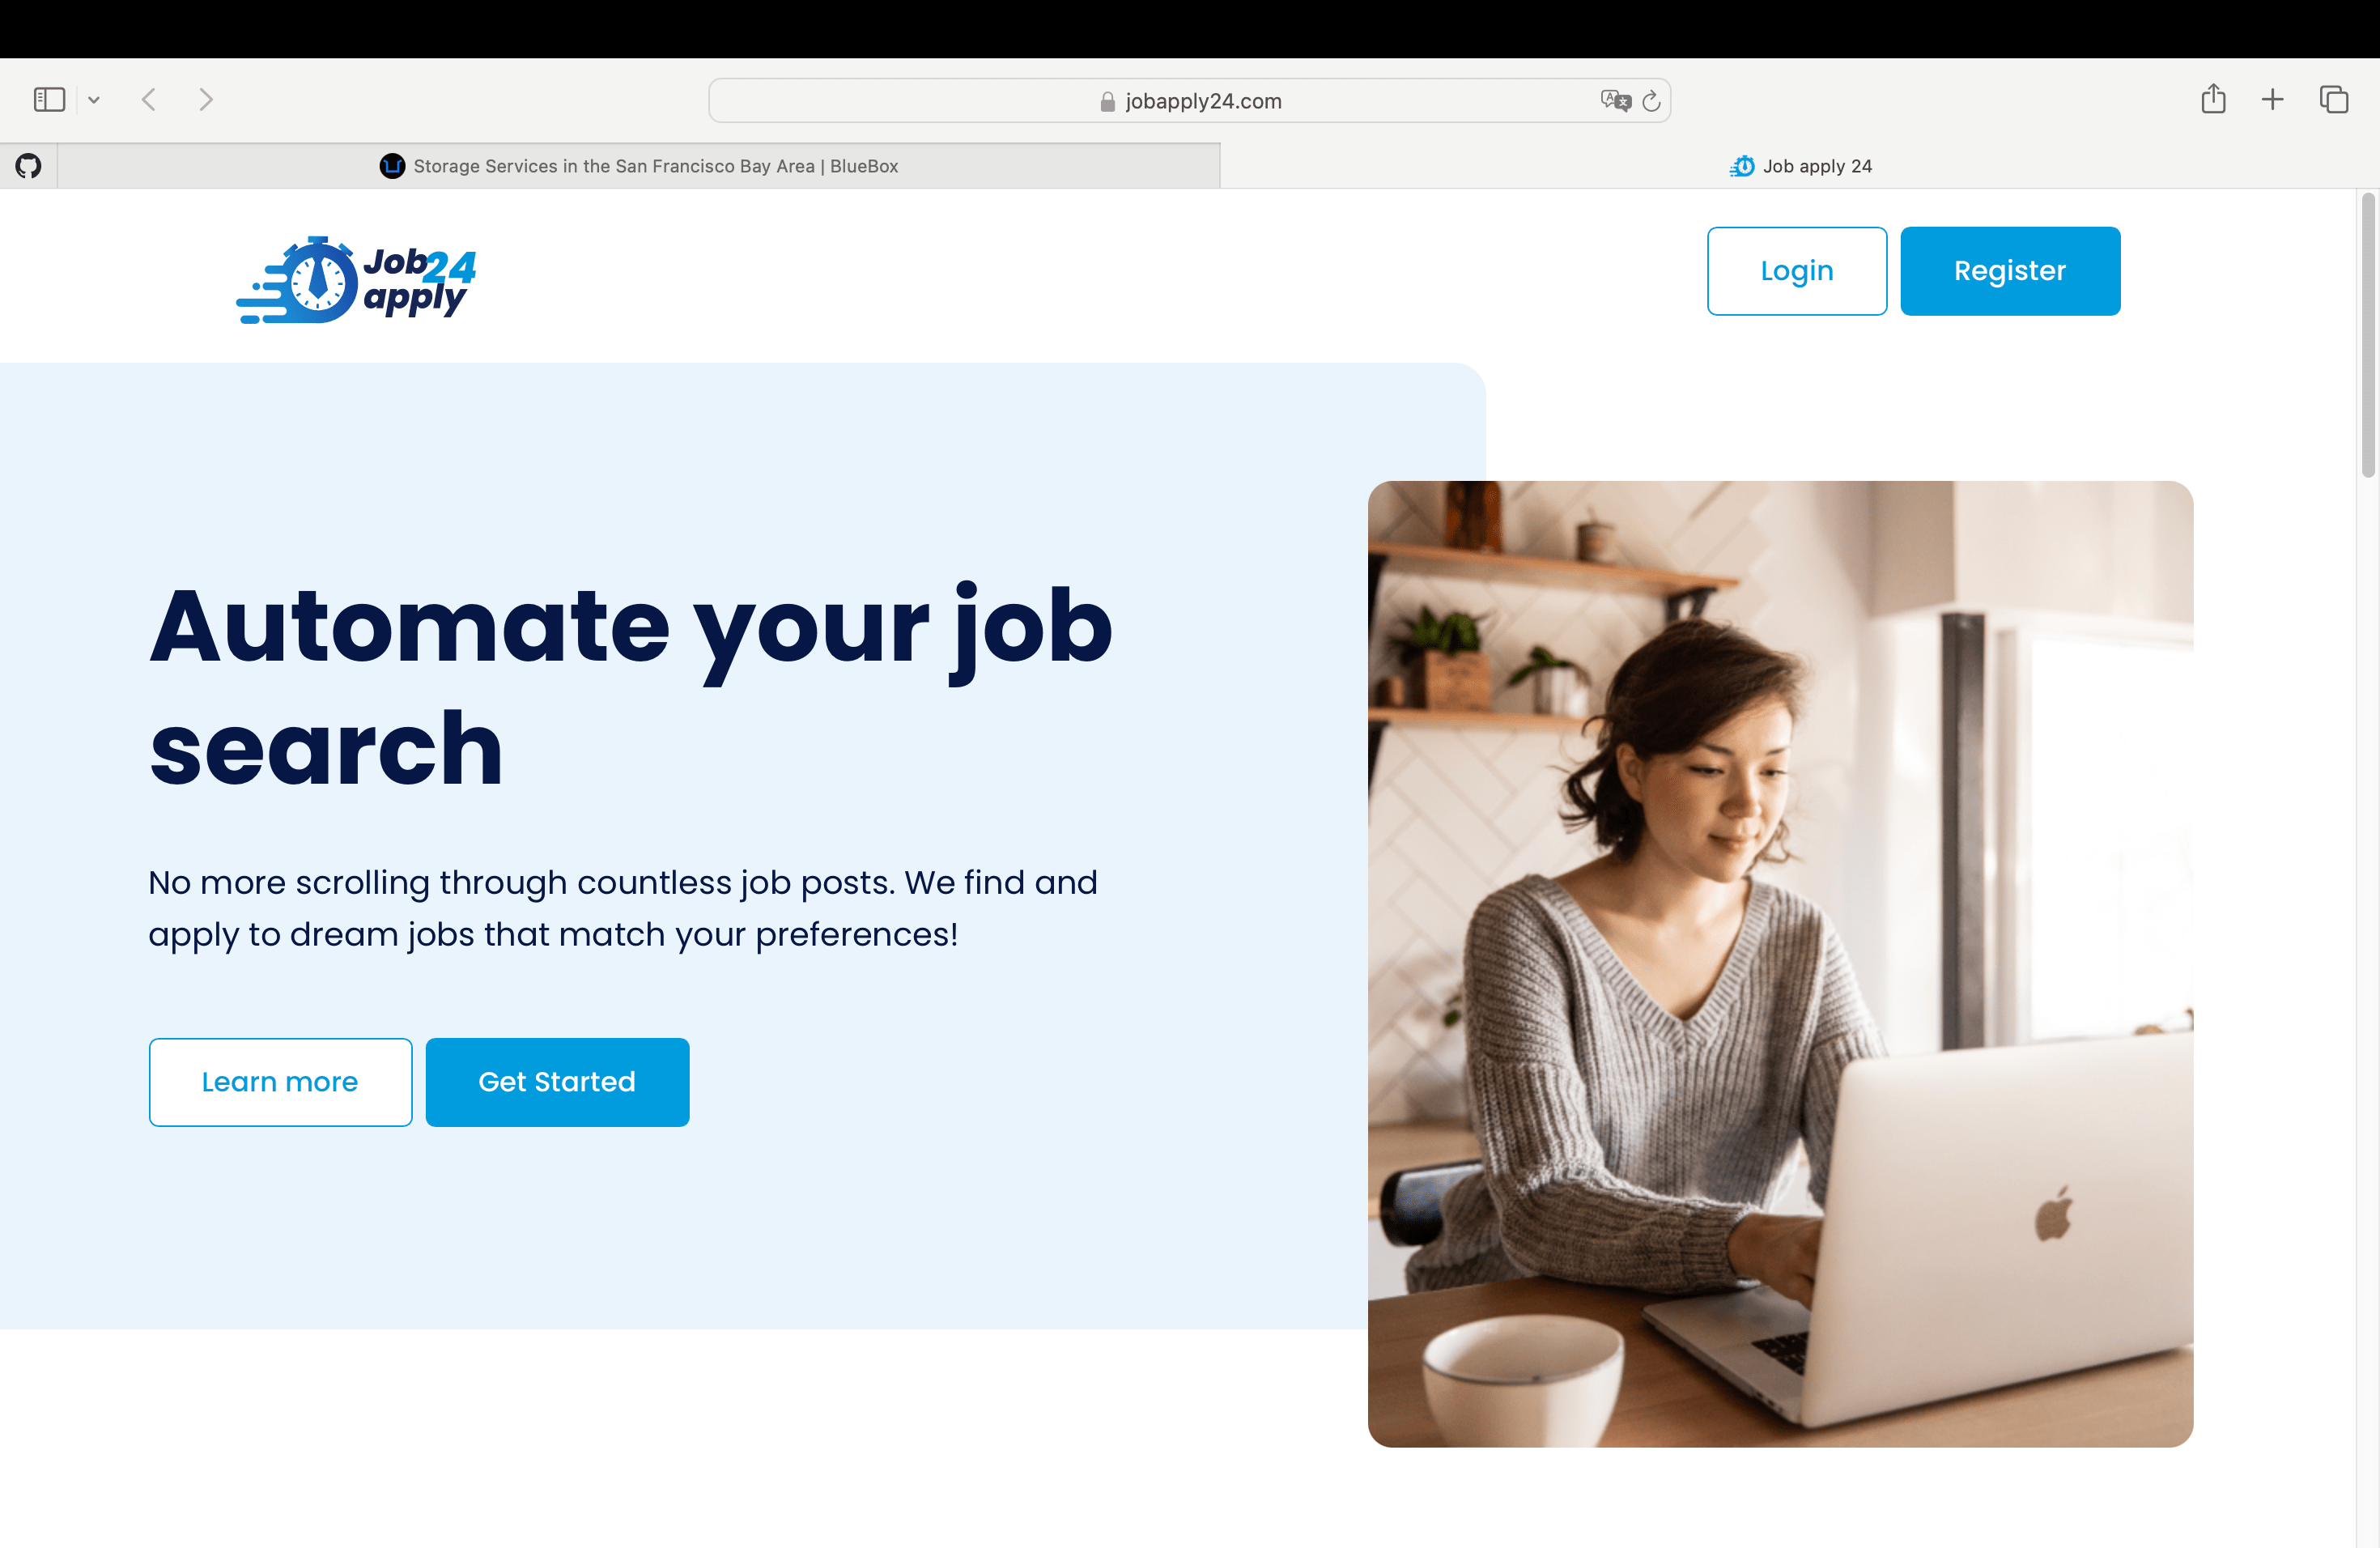 jobapply24.com
Storage Services in the San Francisco Bay Area | BlueBox
Job apply 24
Job24
apply
Login
Register
Automate your job
search
No more scrolling through countless job posts. We find and
apply to dream jobs that match your preferences!
Learn more
Get Started